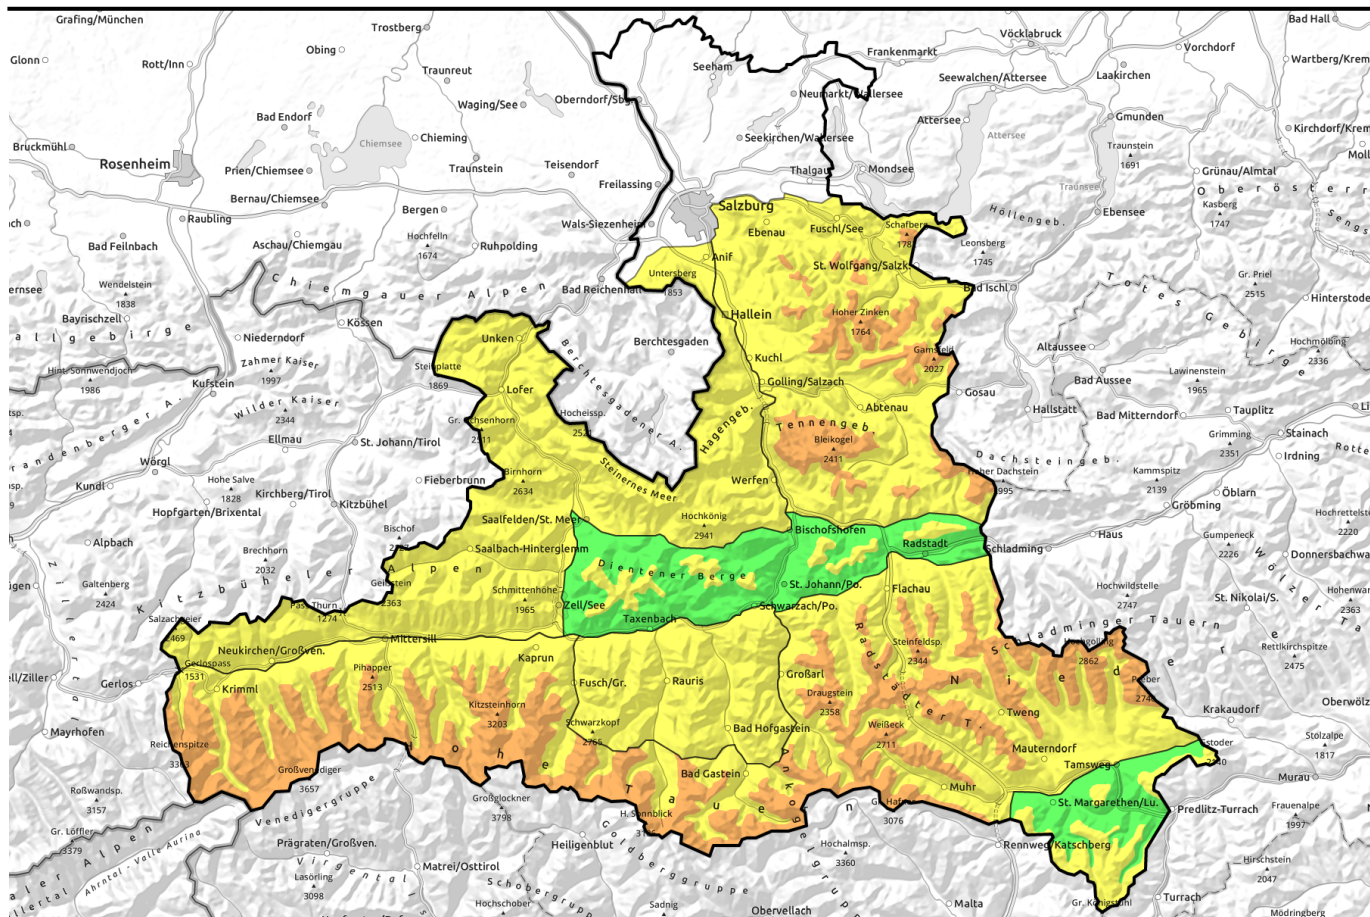 Grafing/München
Trostberg
Bad Hall
Obing
Vöcklabruck
Glonn
Rott/Inn
Frankenmarkt
Vorchdorf
Wartberg/Krem
Traunreut
Seeham
Seewalchen/Attersee
Laakirchen
Waging/See
Oberndorf/Sbg.
Neumarkt/Wallersee
Bad Endorf
Attersee
Gmunden
Chiemsee
Chieming
Seekirchen/Wallersee
Attersee
Kirchdorf/Krem
Bruckmühl
Rosenheim
Traunstein
Teisendorf
Traunstein
1691
Prien/Chiemsee
Thalgau
Mondsee
Grünau/Almtal
Freilassing
Traunsee
Bernau/Chiemsee
Oberösterr
Kasberg
1747
Raubling
Bergen
Wals-Siezenheim
Salzburg
Ebenau
Fuschl/See
Schafberg
Höllengeb.
Ebensee
Bad Feilnbach
Aschau/Chiemgau
Hochfelln
1674
Ruhpolding
Leonsberg
1745
Anif
St. Wolfgang/Salzk.
Untersberg
1853
Wendelstein
1838
Chiemgauer Alpen
Bad Reichenhall
Bad Ischl
Gr. Priel
2515
Totes Gebirge
Hinterstode
Bayrischzell
Kössen
Hallein
Hoher Zinken
1764
Niederndorf
Unken
Berchtesgaden
Berchtesgadener A.
Altaussee
Hochmölbing
2336
Zahmer Kaiser
1997
Steinplatte
1869
Kuchl
Gamsfeld
2027
Hint. Sonnwendjoch
1986
Kufstein
Lofer
Golling/Salzach
Bad Aussee
Lawinenstein
1965
Gosau
Wilder Kaiser
2344
Abtenau
Hallstatt
Bad Mitterndorf
Tauplitz
Hocheissp.
Hagengeb.
Tennengeb.
Bleikogel
2411
Ellmau
St. Johann/Tirol
Stainach
Grimming
2351
Irdning
Wörgl
Steinernes Meer
Dachsteingeb.
Kundl
Hohe Salve
1828
Fieberbrunn
Birnhorn
2634
Werfen
Hoher Dachstein
Kammspitz
2139
Öblarn
Kirchberg/Tirol
Kitzbühel
Hopfgarten/Brixental
Gröbming
Saalfelden/St. Meer
Hochkönig
2941
Bischofshofen
Radstadt
Schladming
Haus
Alpbach
Saalbach-Hinterglemm
Brechhorn
2032
Gumpeneck
2226
Donnersbachwa
Galtenberg
2424
Kitzbüheler Alpen
Geißstein
2363
Dientener Berge
St. Johann/Po.
Schmittenhöhe
1965
Flachau
Hochwildstelle
2747
St. Nikolai/S.
Wölzer Ta
Pass Thurn
1274
Zell/See
Schwarzach/Po.
Taxenbach
Mittersill
Steinfeldsp.
2344
Schladminger Tauern
Hochgolling
2862
Rettlkirchspitze
2475
Neukirchen/Großven.
Gerlospass
1531
Kaprun
Pihapper
2513
Gerlos
Krimml
Fusch/Gr.
Rauris
Großarl
Radstädter T.
Draugstein
2358
Kitzsteinhorn
3203
Tweng
Krakaudorf
Mayrhofen
Schwarzkopf
2765
Bad Hofgastein
Weißeck
2711
Reichenspitze
Mauterndorf
Stolzalpe
1817
Tamsweg
Großvenediger
3657
Hohe Tauern
Bad Gastein
Ankogelgruppe
Muhr
Murau
Roßwandsp.
3157
Venedigergruppe
Großglockner
3798
H. Sonnblick
3076
St. Margarethen/Lu.
Predlitz-Turrach
Frauenalpe
1997
Gr. Löffler
3379
Prägraten/Großven.
Heiligenblut
Goldberggruppe
Hochalmsp.
3360
Rennweg/Katschberg
Ahrntal - Valle Aurina
Virgental
Matrei/Osttirol
Lasörling
3098
Schobergruppe
Hochschober
Sadnig
Obervellach
Malta
Gr. Königstuhl
Turrach
Hirschstein
2047
Mödringberg